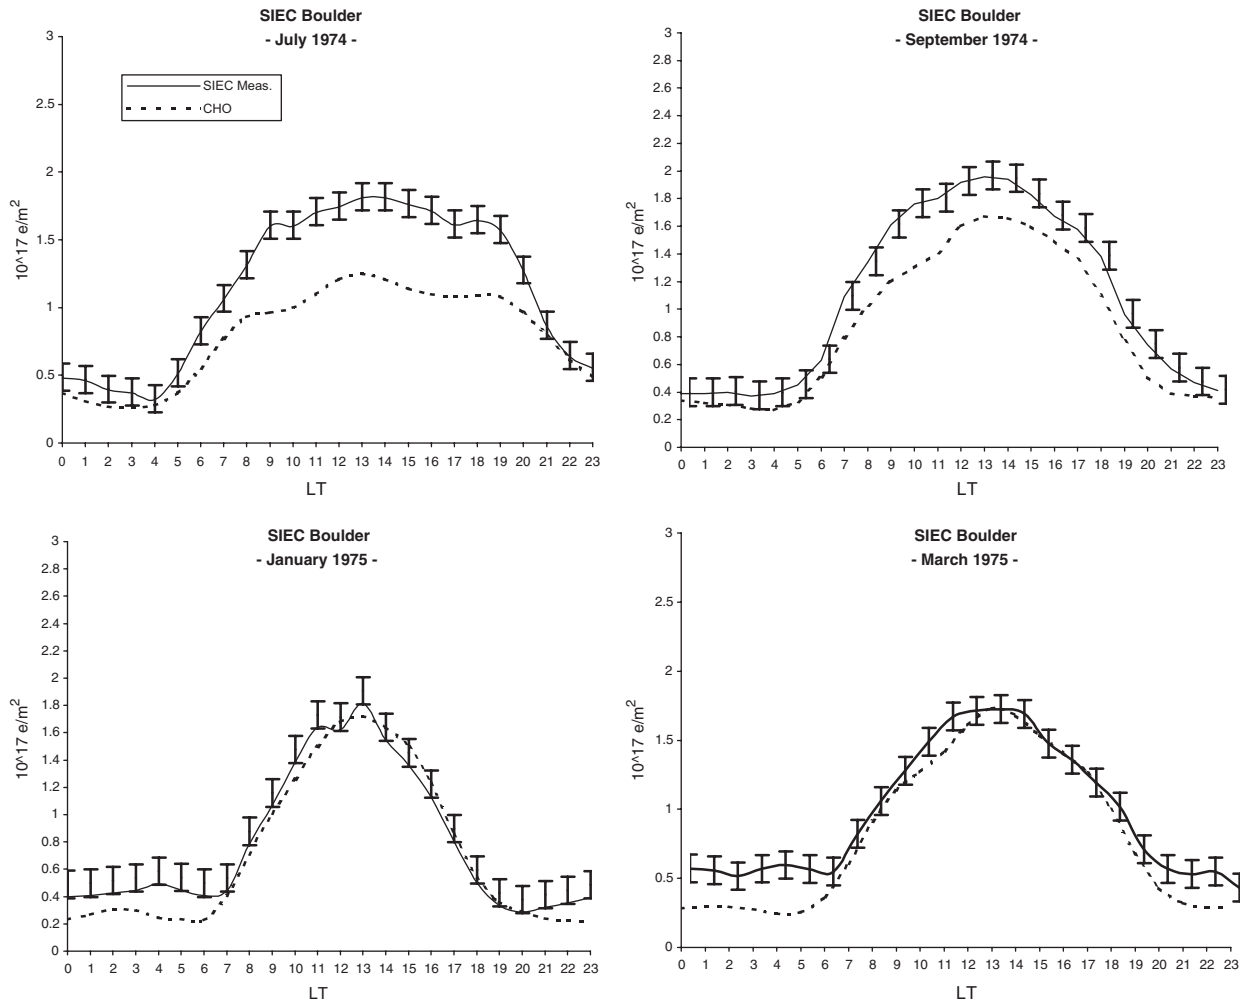 SIEC Boulder
- July 1974 -
3
2.5
2
1.5
1
0.5
0
10^17 e/m2
SIEC Meas.
CHO
0 1 2 3 4 5 6 7 8 9 10 11 12 13 14 15 16 17 18 19 20 21 22 23
LT
SIEC Boulder
- September 1974 -
3
2.8
2.6
2.4
2.2
2
1.8
1.6
1.4
1.2
1
0.8
0.6
0.4
0.2
0
10^17 e/m2
0 1 2 3 4 5 6 7 8 9 10 11 12 13 14 15 16 17 18 19 20 21 22 23
LT
SIEC Boulder
- January 1975 -
3
2.8
2.6
2.4
2.2
2
1.8
1.6
1.4
1.2
1
0.8
0.6
0.4
0.2
0
10^17 e/m2
0 1 2 3 4 5 6 7 8 9 10 11 12 13 14 15 16 17 18 19 20 21 22 23
LT
SIEC Boulder
- March 1975 -
3
2.5
2
1.5
1
0.5
0
10^17 e/m2
0 1 2 3 4 5 6 7 8 9 10 11 12 13 14 15 16 17 18 19 20 21 22 23
LT